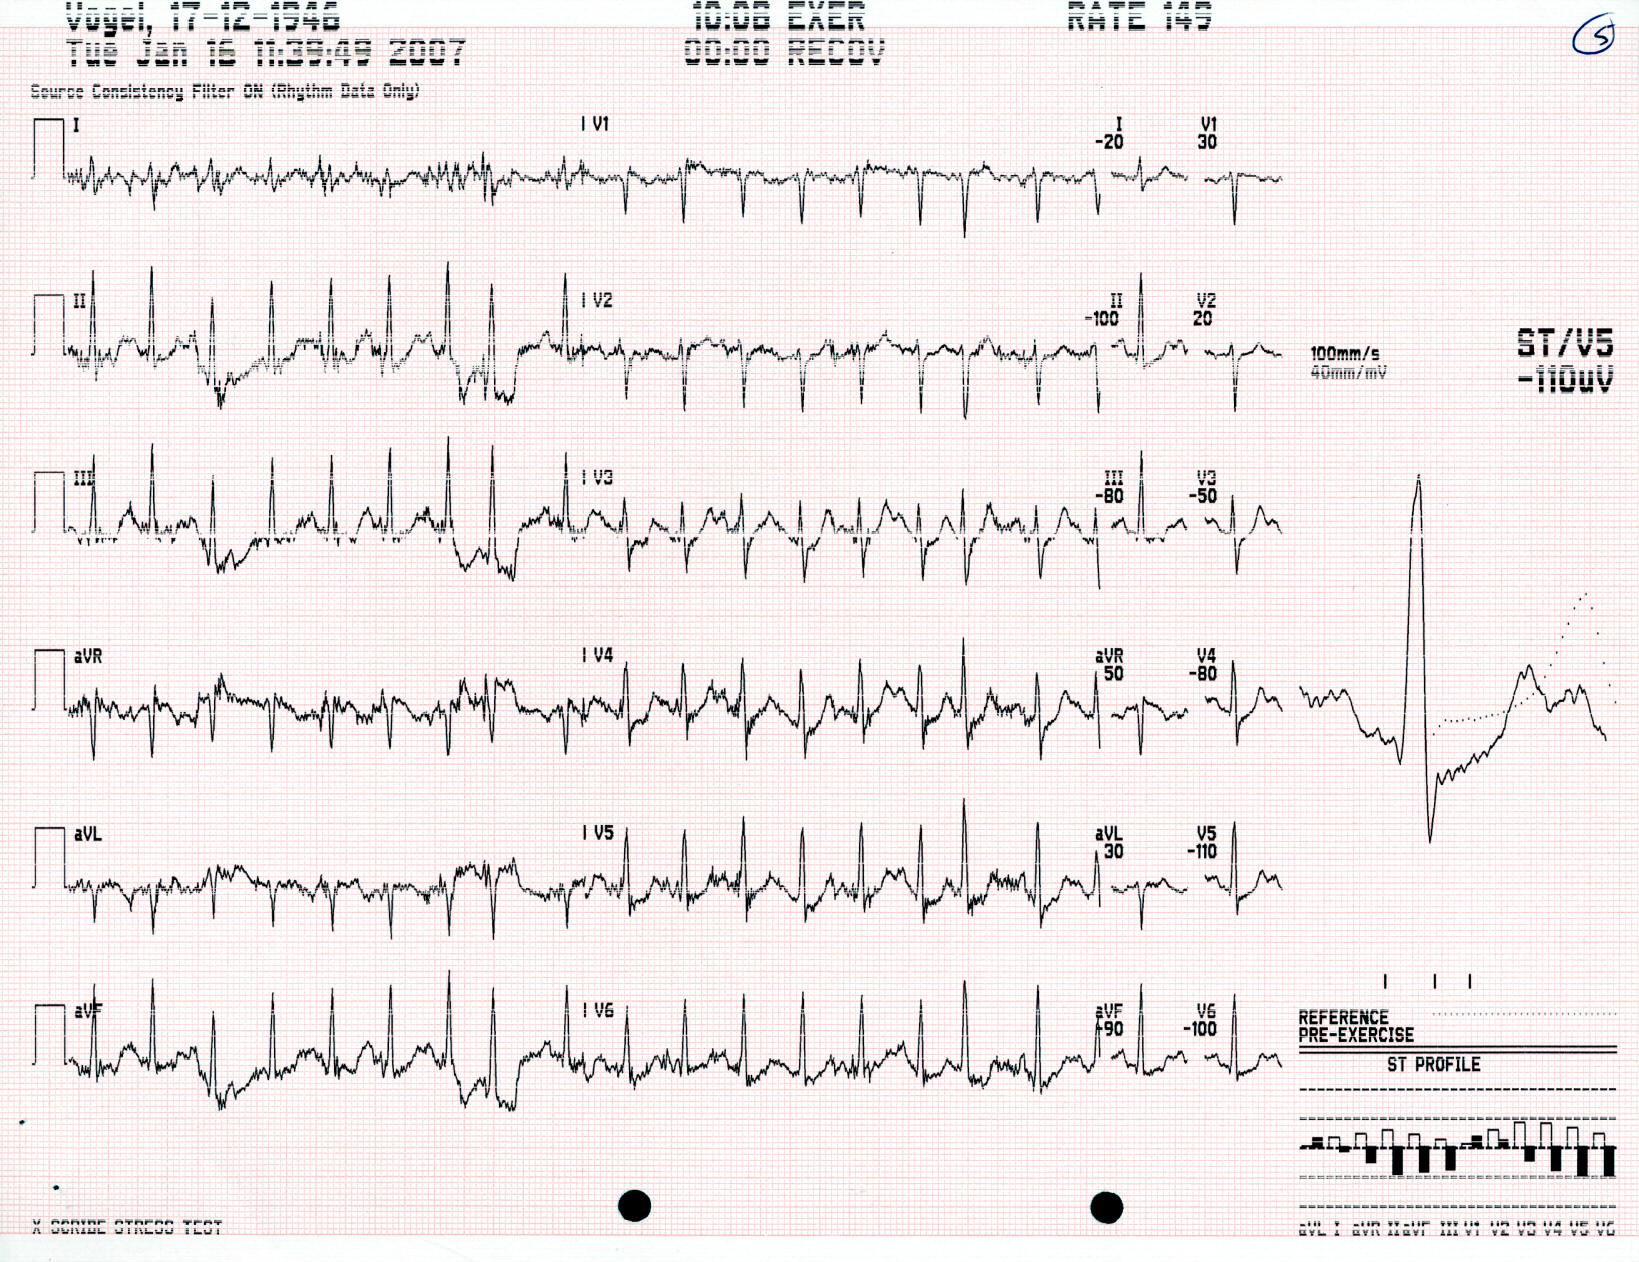 Vogel, 17-12-1946 10:08 EXER RATE 149
Tue Jan 16 11:39:49 2007 00:00 RECOV
5
Source Consistency Filter ON (Rhythm Data Only)
I V1 I V1
-20 30
II V2 II V2
-100 20
100mm/s
40mm/mV
ST/V5
-110uV
III V3 III V3
-80 -50
aVR V4 aVR V4
50 -80
aVL V5 aVL V5
30 -110
aVF V6 aVF V6
-90 -100
REFERENCE
PRE-EXERCISE
ST PROFILE
aVL I aVR II aVF III V1 V2 V3 V4 V5 V6
X SCRIBE STRESS TEST